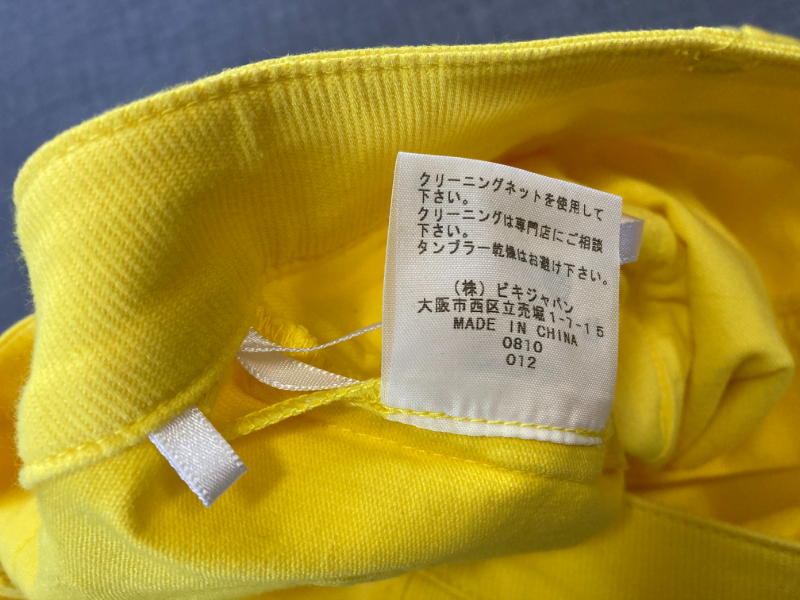 クリーニングネットを使用して
下さい。
クリーニングは専門店にご相談
下さい。
タンブラー乾燥はお避け下さい。
(株) ビキジャパン
大阪市西区立売堀1-7-15
MADE IN CHINA
0810
012